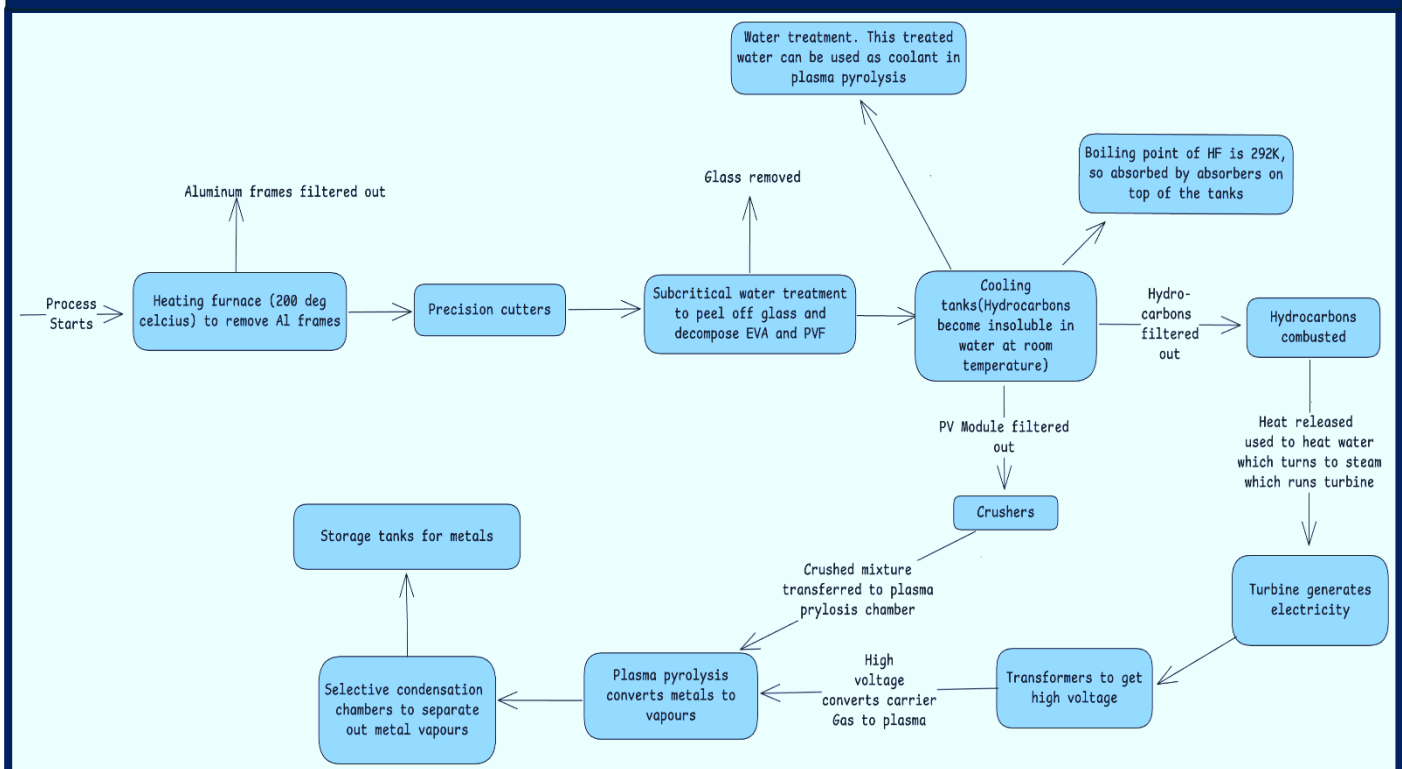 Water treatment. This treated
water can be used as coolant in
plasma pyrolysis
Boiling point of HF is 292K,
so absorbed by absorbers on
top of the tanks
Aluminum frames filtered out
Glass removed
Process
Starts
Heating furnace (200 deg
celcius) to remove Al frames
Precision cutters
Subcritical water treatment
to peel off glass and
decompose EVA and PVF
Cooling
tanks(Hydrocarbons
become insoluble in
water at room
temperature)
Hydro-
carbons
filtered
out
Hydrocarbons
combusted
PV Module filtered
out
Heat released
used to heat water
which turns to steam
which runs turbine
Crushers
Storage tanks for metals
Crushed mixture
transferred to plasma
prylosis chamber
Turbine generates
electricity
Selective condensation
chambers to separate
out metal vapours
Plasma pyrolysis
converts metals to
vapours
High
voltage
converts carrier
Gas to plasma
Transformers to get
high voltage